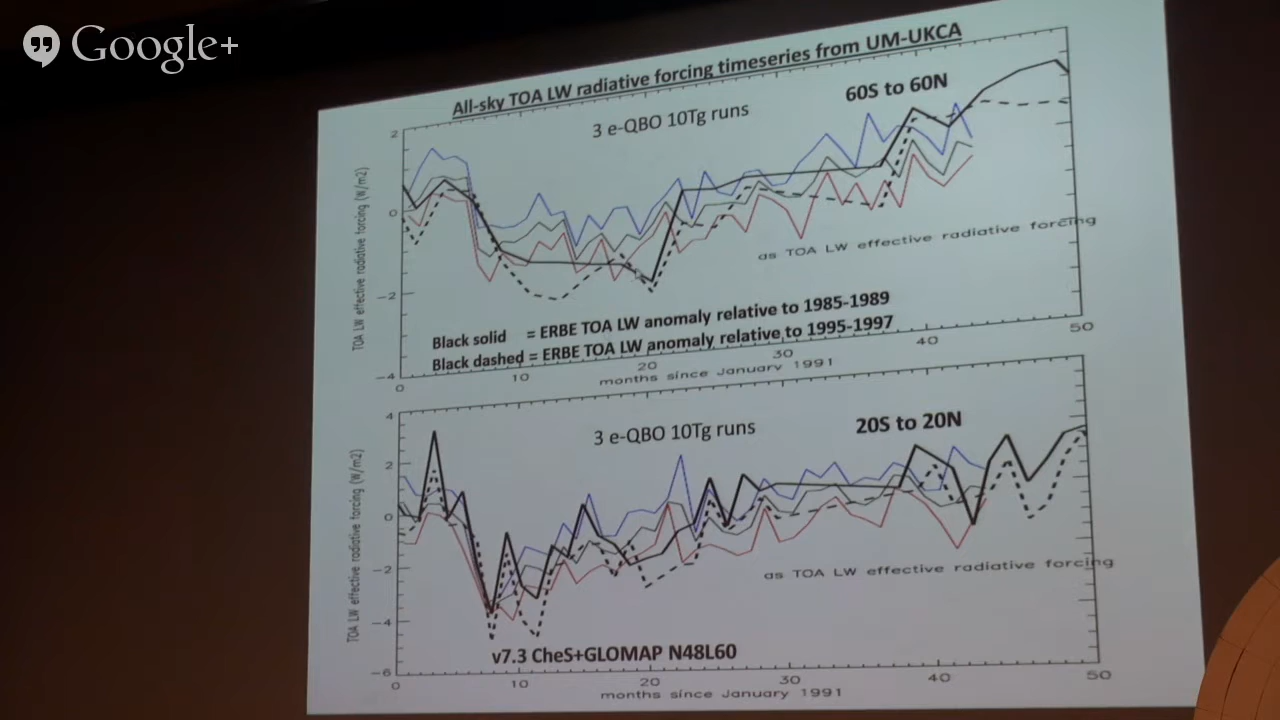 Google+
All-sky TOA LW radiative forcing timeseries from UM-UKCA
3 e-QBO 10Tg runs
60S to 60N
2
0
−2
−4
TOA LW effective radiative forcing (W/m2)
as TOA LW effective radiative forcing
Black solid = ERBE TOA LW anomaly relative to 1985-1989
Black dashed = ERBE TOA LW anomaly relative to 1995-1997
0 10 20 30 40 50
months since January 1991
3 e-QBO 10Tg runs
20S to 20N
4
2
0
−2
−4
−6
TOA LW effective radiative forcing (W/m2)
as TOA LW effective radiative forcing
v7.3 CheS+GLOMAP N48L60
0 10 20 30 40 50
months since January 1991